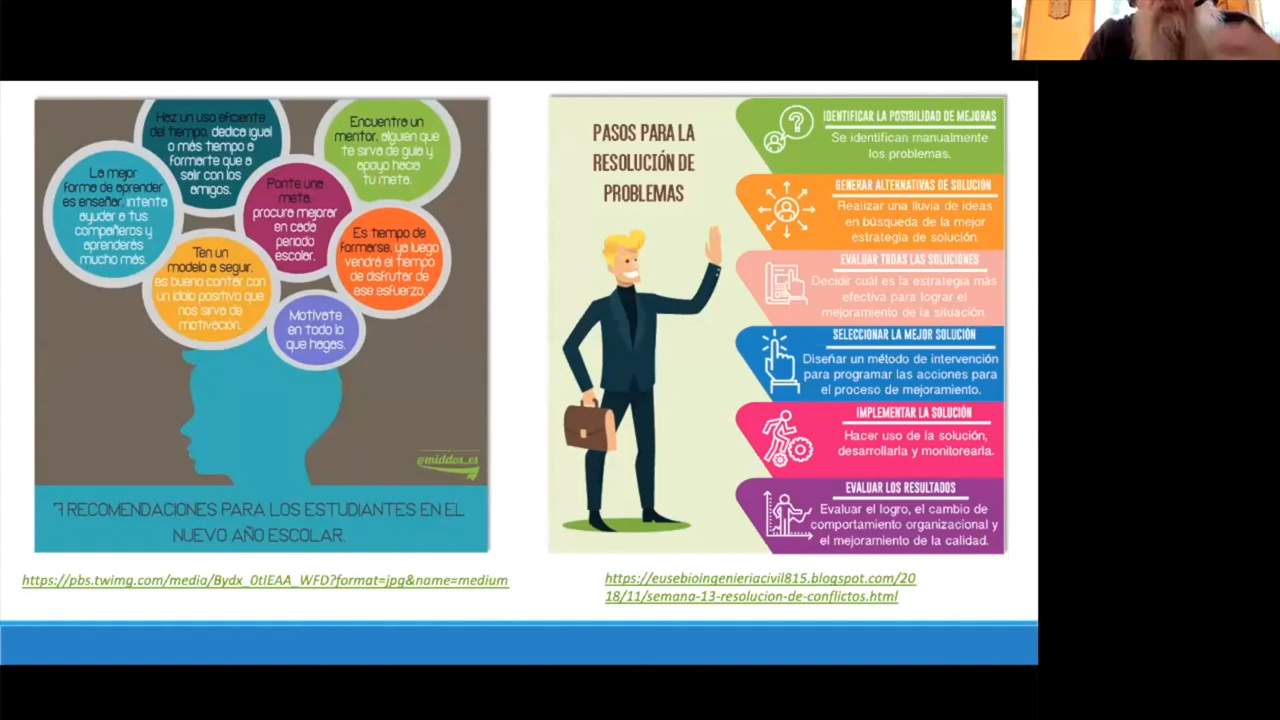 Haz un uso eficiente
del tiempo, dedica igual
o más tiempo a
formarte que a
salir con los
amigos.
Encuentra un
mentor, alguien que
te sirva de guía y
apoyo hacia
tu meta.
La mejor
forma de aprender
es enseñar, intenta
ayudar a tus
compañeros y
aprenderás
mucho más.
Ponte una
meta,
procura mejorar
en cada
periodo
escolar.
Es tiempo de
formarse, ya luego
vendrá el tiempo
de disfrutar de
ese esfuerzo.
Ten un
modelo a seguir,
es bueno contar con
un ídolo positivo que
nos sirva de
motivación.
Motívate
en todo lo
que hagas.
@middos_es
7 RECOMENDACIONES PARA LOS ESTUDIANTES EN EL
NUEVO AÑO ESCOLAR.
https://pbs.twimg.com/media/Bydx_0tIEAA_WFD?format=jpg&name=medium
PASOS PARA LA
RESOLUCIÓN DE
PROBLEMAS
IDENTIFICAR LA POSIBILIDAD DE MEJORAS
Se identifican manualmente
los problemas.
GENERAR ALTERNATIVAS DE SOLUCIÓN
Realizar una lluvia de ideas
en búsqueda de la mejor
estrategia de solución
EVALUAR TODAS LAS SOLUCIONES
Decidir cuál es la estrategia más
efectiva para lograr el
mejoramiento de la situación.
SELECCIONAR LA MEJOR SOLUCIÓN
Diseñar un método de intervención
para programar las acciones para
el proceso de mejoramiento.
IMPLEMENTAR LA SOLUCIÓN
Hacer uso de la solución,
desarrollarla y monitorearla.
EVALUAR LOS RESULTADOS
Evaluar el logro, el cambio de
comportamiento organizacional y
el mejoramiento de la calidad.
https://eusebioingenieriacivil815.blogspot.com/20
18/11/semana-13-resolucion-de-conflictos.html